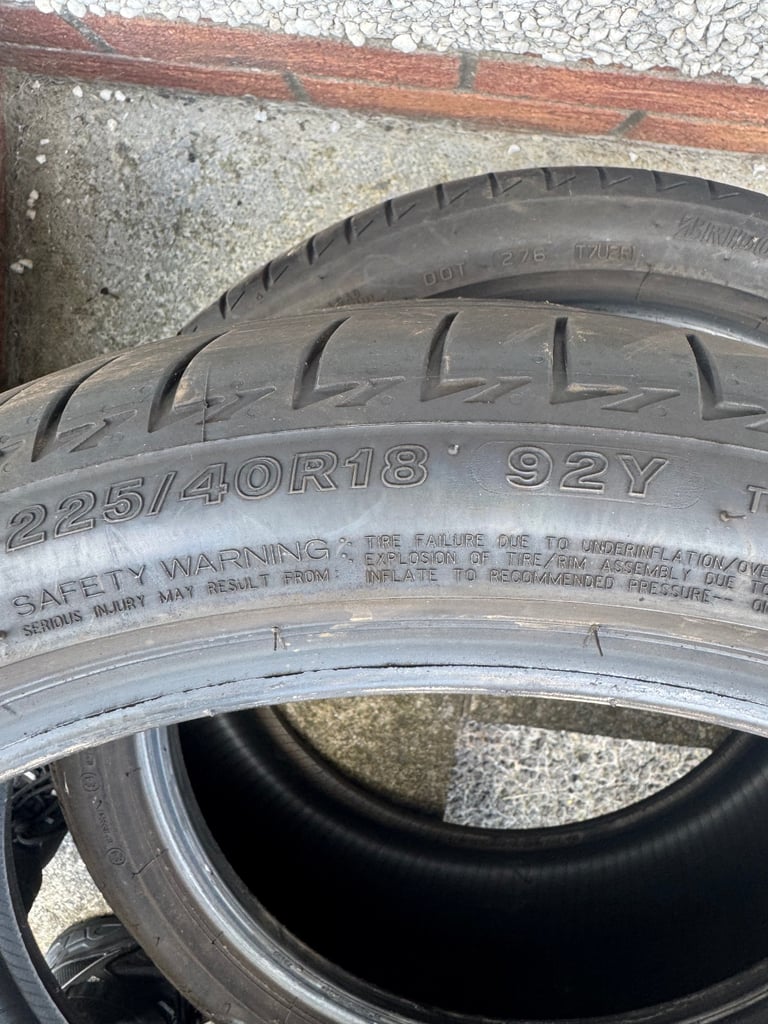 DOT 276 T7UER1
225/40R18 92Y
SAFETY WARNING
SERIOUS INJURY MAY RESULT FROM
TIRE FAILURE DUE TO UNDERINFLATION/OVE
EXPLOSION OF TIRE/RIM ASSEMBLY DUE TO
INFLATE TO RECOMMENDED PRESSURE--